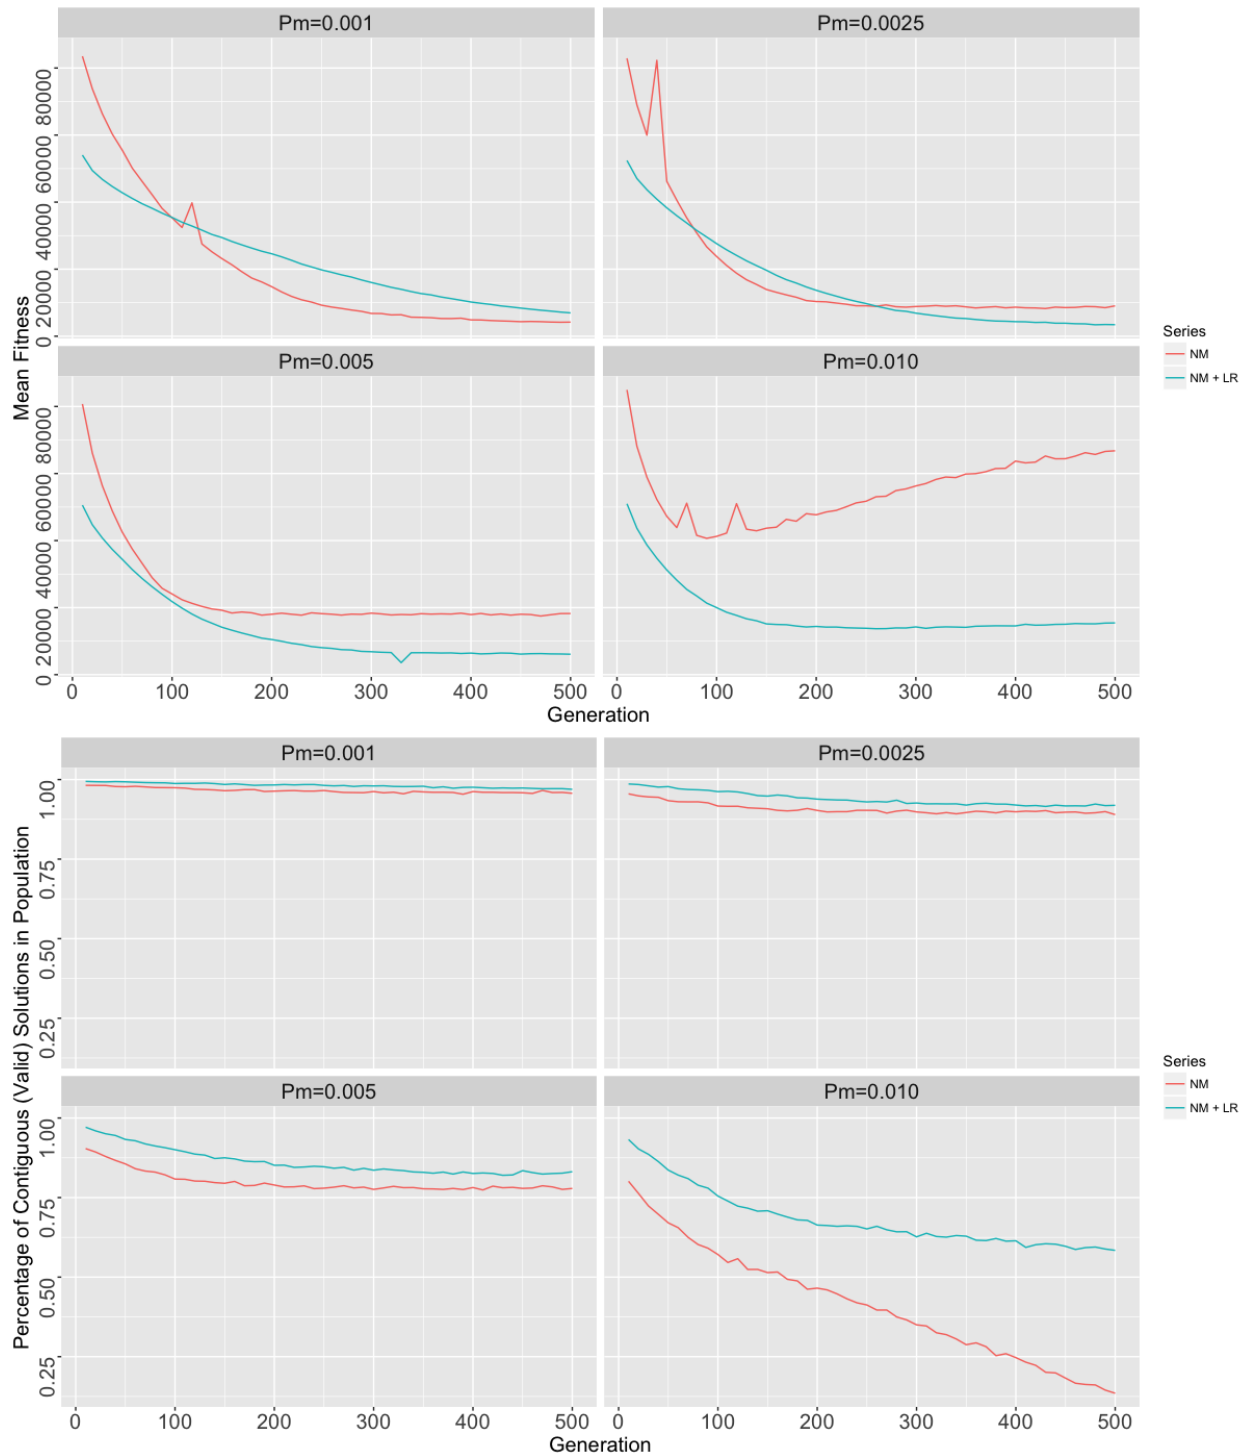 Pm=0.001
Pm=0.0025
80000
60000
40000
20000
0
Mean Fitness
Pm=0.005
Pm=0.010
80000
60000
40000
20000
0
0 100 200 300 400 500
0 100 200 300 400 500
Generation
Series
NM
NM + LR
Pm=0.001
Pm=0.0025
1.00
0.75
0.50
0.25
Percentage of Contiguous (Valid) Solutions in Population
Pm=0.005
Pm=0.010
1.00
0.75
0.50
0.25
0 100 200 300 400 500
0 100 200 300 400 500
Generation
Series
NM
NM + LR